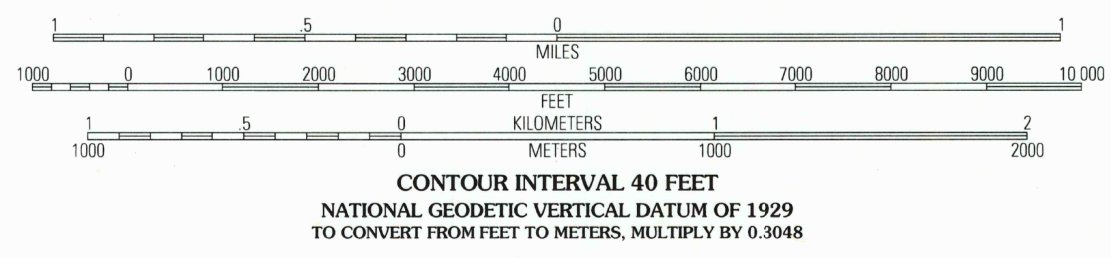 1 .5 0 1
MILES
1000 0 1000 2000 3000 4000 5000 6000 7000 8000 9000 10 000
FEET
1 .5 0 KILOMETERS 1 2
1000 0 METERS 1000 2000
CONTOUR INTERVAL 40 FEET
NATIONAL GEODETIC VERTICAL DATUM OF 1929
TO CONVERT FROM FEET TO METERS, MULTIPLY BY 0.3048